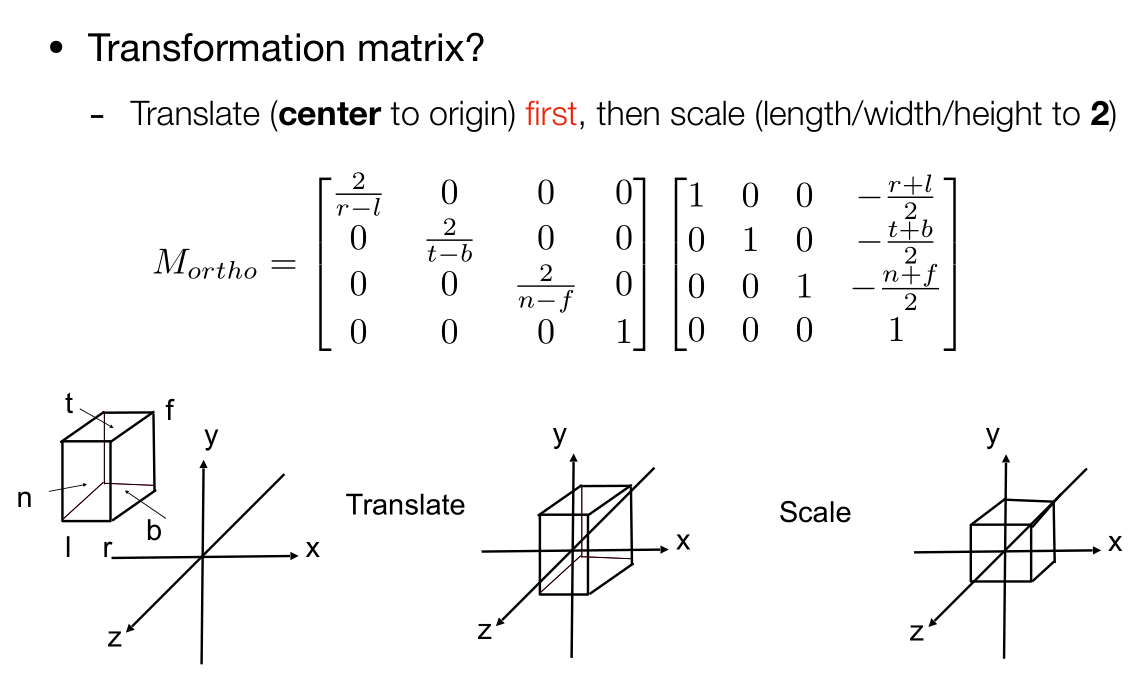 • Transformation matrix?
- Translate (center to origin) first, then scale (length/width/height to 2)
M_{ortho} = \begin{bmatrix} \frac{2}{r-l} & 0 & 0 & 0 \\ 0 & \frac{2}{t-b} & 0 & 0 \\ 0 & 0 & \frac{2}{n-f} & 0 \\ 0 & 0 & 0 & 1 \end{bmatrix} \begin{bmatrix} 1 & 0 & 0 & -\frac{r+l}{2} \\ 0 & 1 & 0 & -\frac{t+b}{2} \\ 0 & 0 & 1 & -\frac{n+f}{2} \\ 0 & 0 & 0 & 1 \end{bmatrix}
t
f
n
b
l
r
y
x
z
Translate
y
x
z
Scale
y
x
z